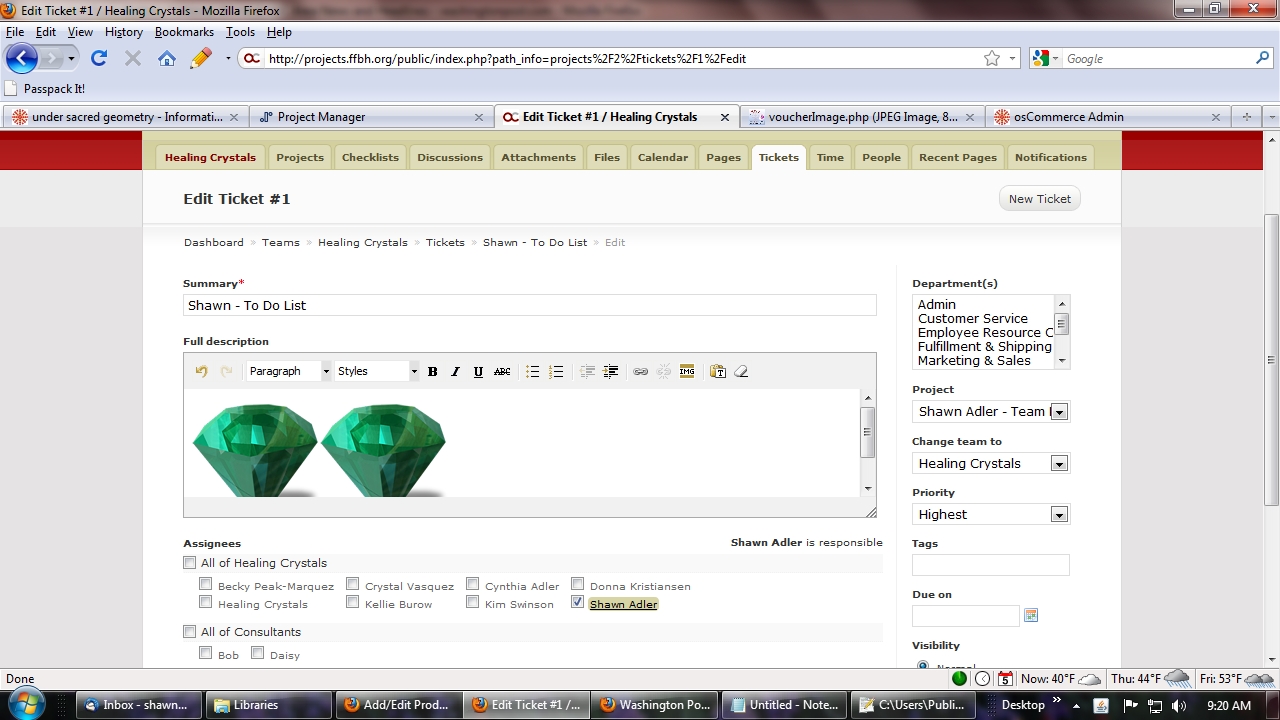 Edit Ticket #1 / Healing Crystals - Mozilla Firefox
File Edit View History Bookmarks Tools Help
http://projects.ffbh.org/public/index.php?path_info=projects%2F2%2Ftickets%2F1%2Fedit
Google
Passpack It!
under sacred geometry - Informati...
Project Manager
Edit Ticket #1 / Healing Crystals
voucherImage.php (JPEG Image, 8...
osCommerce Admin
Healing Crystals Projects Checklists Discussions Attachments Files Calendar Pages Tickets Time People Recent Pages Notifications
Edit Ticket #1
New Ticket
Dashboard » Teams » Healing Crystals » Tickets » Shawn - To Do List » Edit
Summary*
Shawn - To Do List
Full description
Paragraph Styles B I U ABC IMG
Assignees
Shawn Adler is responsible
All of Healing Crystals
Becky Peak-Marquez Crystal Vasquez Cynthia Adler Donna Kristiansen
Healing Crystals Kellie Burow Kim Swinson Shawn Adler
All of Consultants
Bob Daisy
Department(s)
Admin
Customer Service
Employee Resource C
Fulfillment & Shipping
Marketing & Sales
Project
Shawn Adler - Team
Change team to
Healing Crystals
Priority
Highest
Tags
Due on
Visibility
Normal
Done
5
Now: 40°F Thu: 44°F Fri: 53°F
Inbox - shawn... Libraries Add/Edit Prod... Edit Ticket #1 /... Washington Po... Untitled - Note... C:\Users\Public... Desktop » 9:20 AM